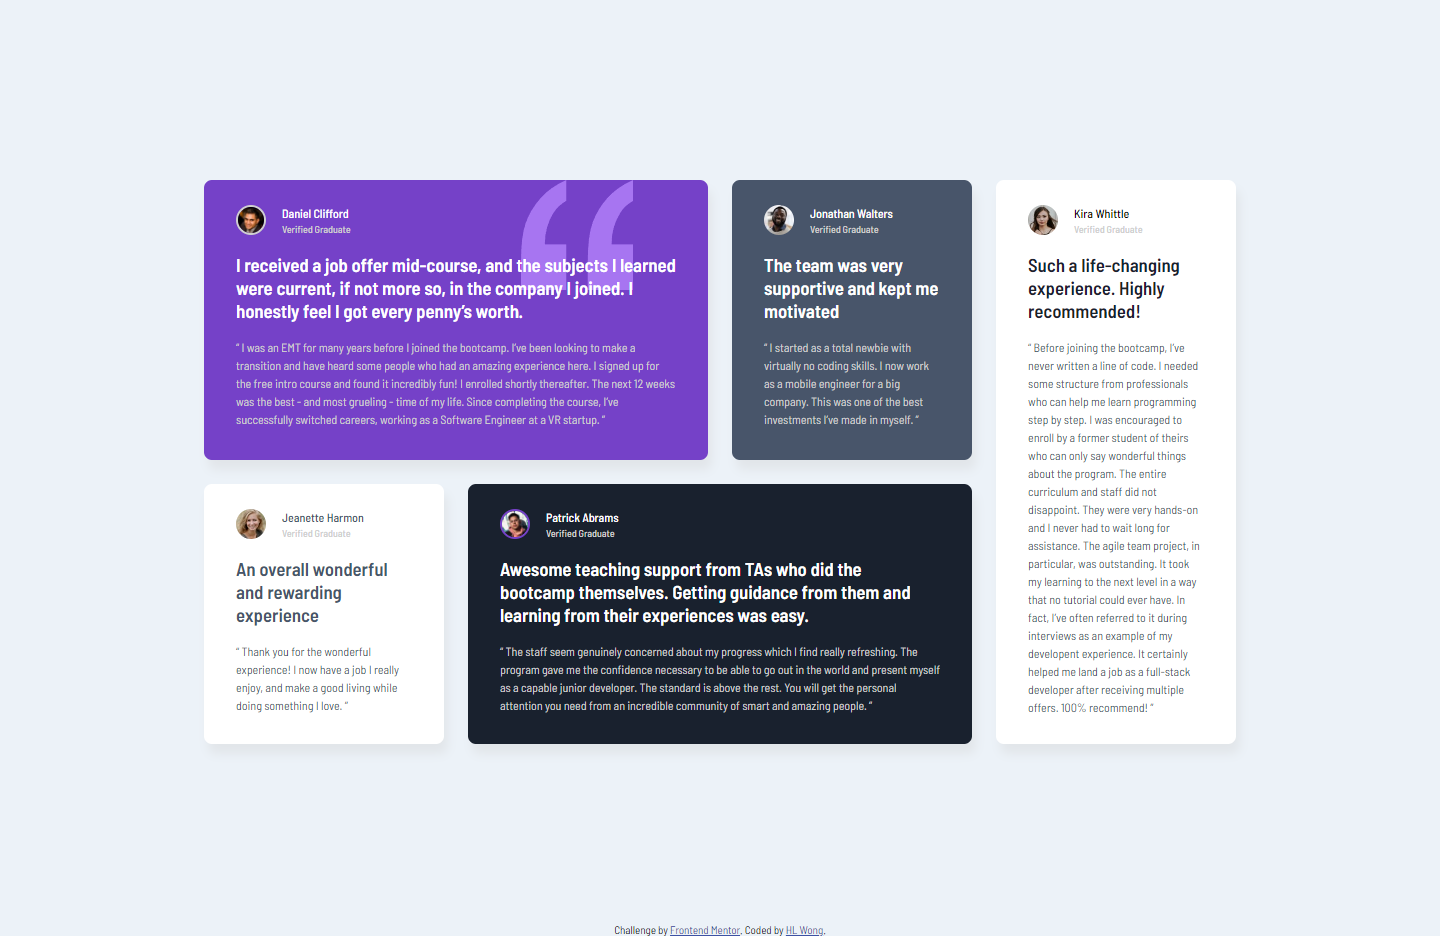 Daniel Clifford
Verified Graduate
I received a job offer mid-course, and the subjects I learned
were current, if not more so, in the company I joined. I
honestly feel I got every penny’s worth.
“ I was an EMT for many years before I joined the bootcamp. I’ve been looking to make a
transition and have heard some people who had an amazing experience here. I signed up for
the free intro course and found it incredibly fun! I enrolled shortly thereafter. The next 12 weeks
was the best - and most grueling - time of my life. Since completing the course, I’ve
successfully switched careers, working as a Software Engineer at a VR startup. ”
Jonathan Walters
Verified Graduate
The team was very
supportive and kept me
motivated
“ I started as a total newbie with
virtually no coding skills. I now work
as a mobile engineer for a big
company. This was one of the best
investments I’ve made in myself. ”
Kira Whittle
Verified Graduate
Such a life-changing
experience. Highly
recommended!
“ Before joining the bootcamp, I’ve
never written a line of code. I needed
some structure from professionals
who can help me learn programming
step by step. I was encouraged to
enroll by a former student of theirs
who can only say wonderful things
about the program. The entire
curriculum and staff did not
disappoint. They were very hands-on
and I never had to wait long for
assistance. The agile team project, in
particular, was outstanding. It took
my learning to the next level in a way
that no tutorial could ever have. In
fact, I’ve often referred to it during
interviews as an example of my
developent experience. It certainly
helped me land a job as a full-stack
developer after receiving multiple
offers. 100% recommend! ”
Jeanette Harmon
Verified Graduate
An overall wonderful
and rewarding
experience
“ Thank you for the wonderful
experience! I now have a job I really
enjoy, and make a good living while
doing something I love. ”
Patrick Abrams
Verified Graduate
Awesome teaching support from TAs who did the
bootcamp themselves. Getting guidance from them and
learning from their experiences was easy.
“ The staff seem genuinely concerned about my progress which I find really refreshing. The
program gave me the confidence necessary to be able to go out in the world and present myself
as a capable junior developer. The standard is above the rest. You will get the personal
attention you need from an incredible community of smart and amazing people. ”
Challenge by Frontend Mentor. Coded by HL Wong.